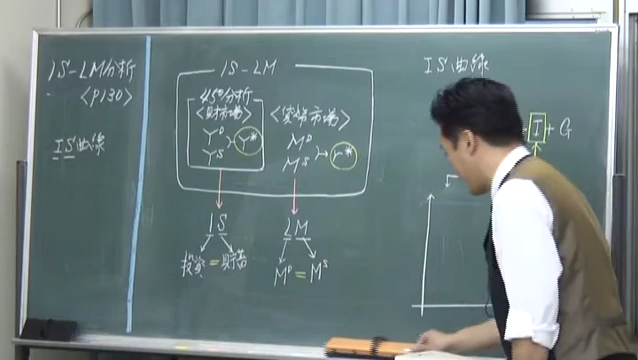 IS-LM分析
<P130>
IS曲線
IS-LM
45°分析
<財市場>
Y^D
Y^S
Y*
<貨幣市場>
M^D
M^S
r*
IS
投資=貯蓄
LM
M^D=M^S
IS曲線
I+G